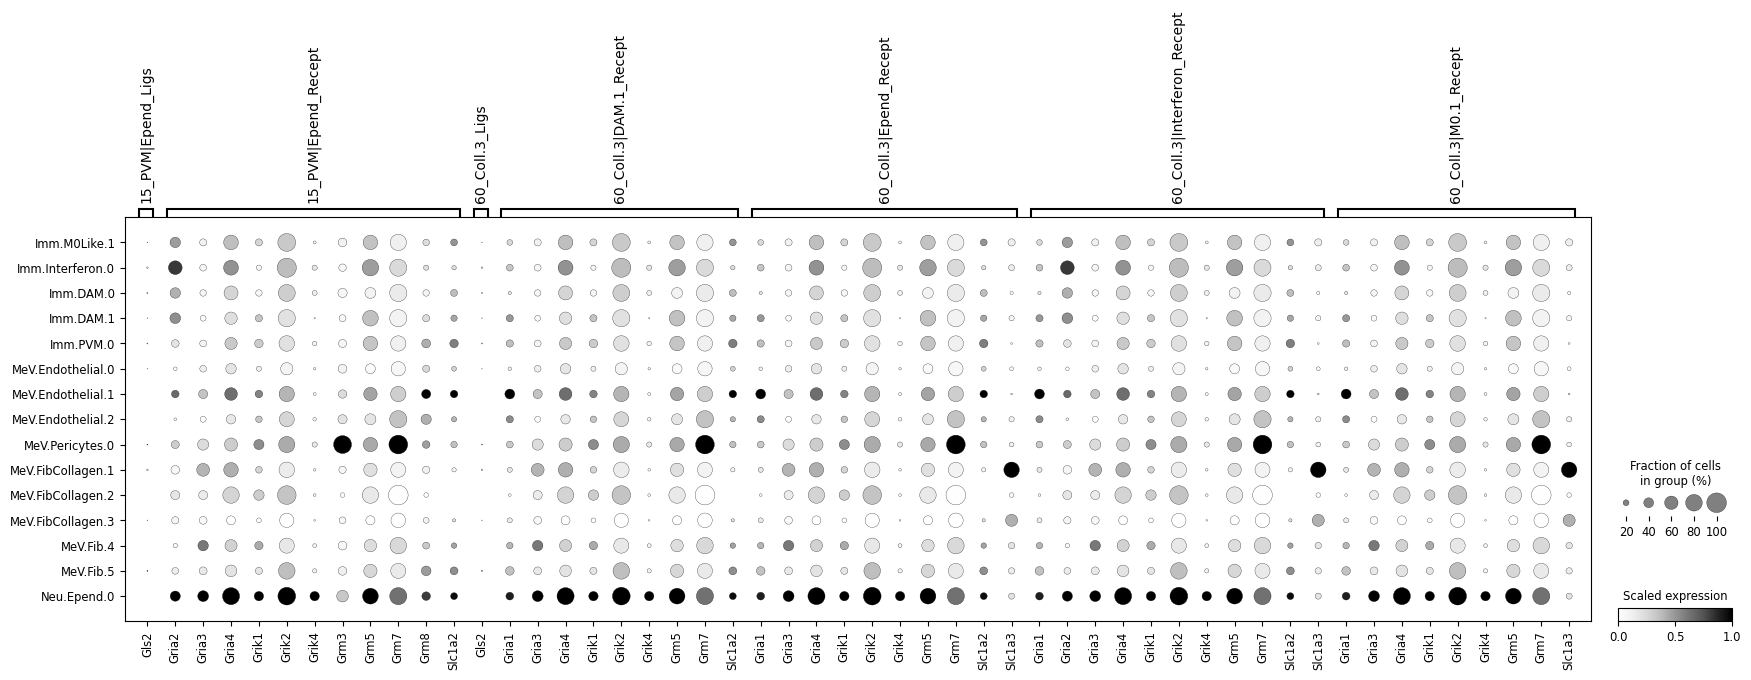 15_PVM|Epend_Ligs
15_PVM|Epend_Recept
60_Coll.3_Ligs
60_Coll.3|DAM.1_Recept
60_Coll.3|Epend_Recept
60_Coll.3|Interferon_Recept
60_Coll.3|M0.1_Recept
Imm.M0Like.1
Imm.Interferon.0
Imm.DAM.0
Imm.DAM.1
Imm.PVM.0
MeV.Endothelial.0
MeV.Endothelial.1
MeV.Endothelial.2
MeV.Pericytes.0
MeV.FibCollagen.1
MeV.FibCollagen.2
MeV.FibCollagen.3
MeV.Fib.4
MeV.Fib.5
Neu.Epend.0
Gls2
Gria2
Gria3
Gria4
Grik1
Grik2
Grik4
Grm3
Grm5
Grm7
Grm8
Slc1a2
Gls2
Gria1
Gria3
Gria4
Grik1
Grik2
Grik4
Grm5
Grm7
Slc1a2
Gria1
Gria3
Gria4
Grik1
Grik2
Grik4
Grm5
Grm7
Slc1a2
Slc1a3
Gria1
Gria2
Gria3
Gria4
Grik1
Grik2
Grik4
Grm5
Grm7
Slc1a2
Slc1a3
Gria1
Gria3
Gria4
Grik1
Grik2
Grik4
Grm5
Grm7
Slc1a3
Fraction of cells
in group (%)
20 40 60 80 100
Scaled expression
0.0 0.5 1.0